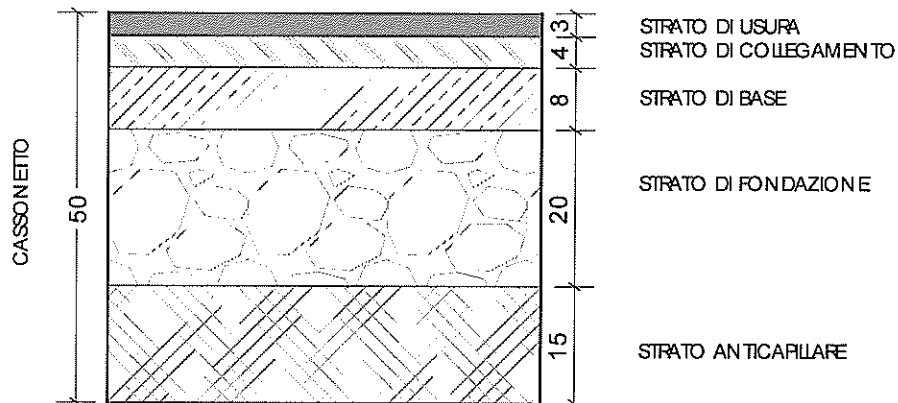 3 STRATO DI USURA
4 STRATO DI COLLEGAMENTO
8 STRATO DI BASE
CASSONETTO
50
20 STRATO DI FONDAZIONE
15 STRATO ANTICAPILLARE